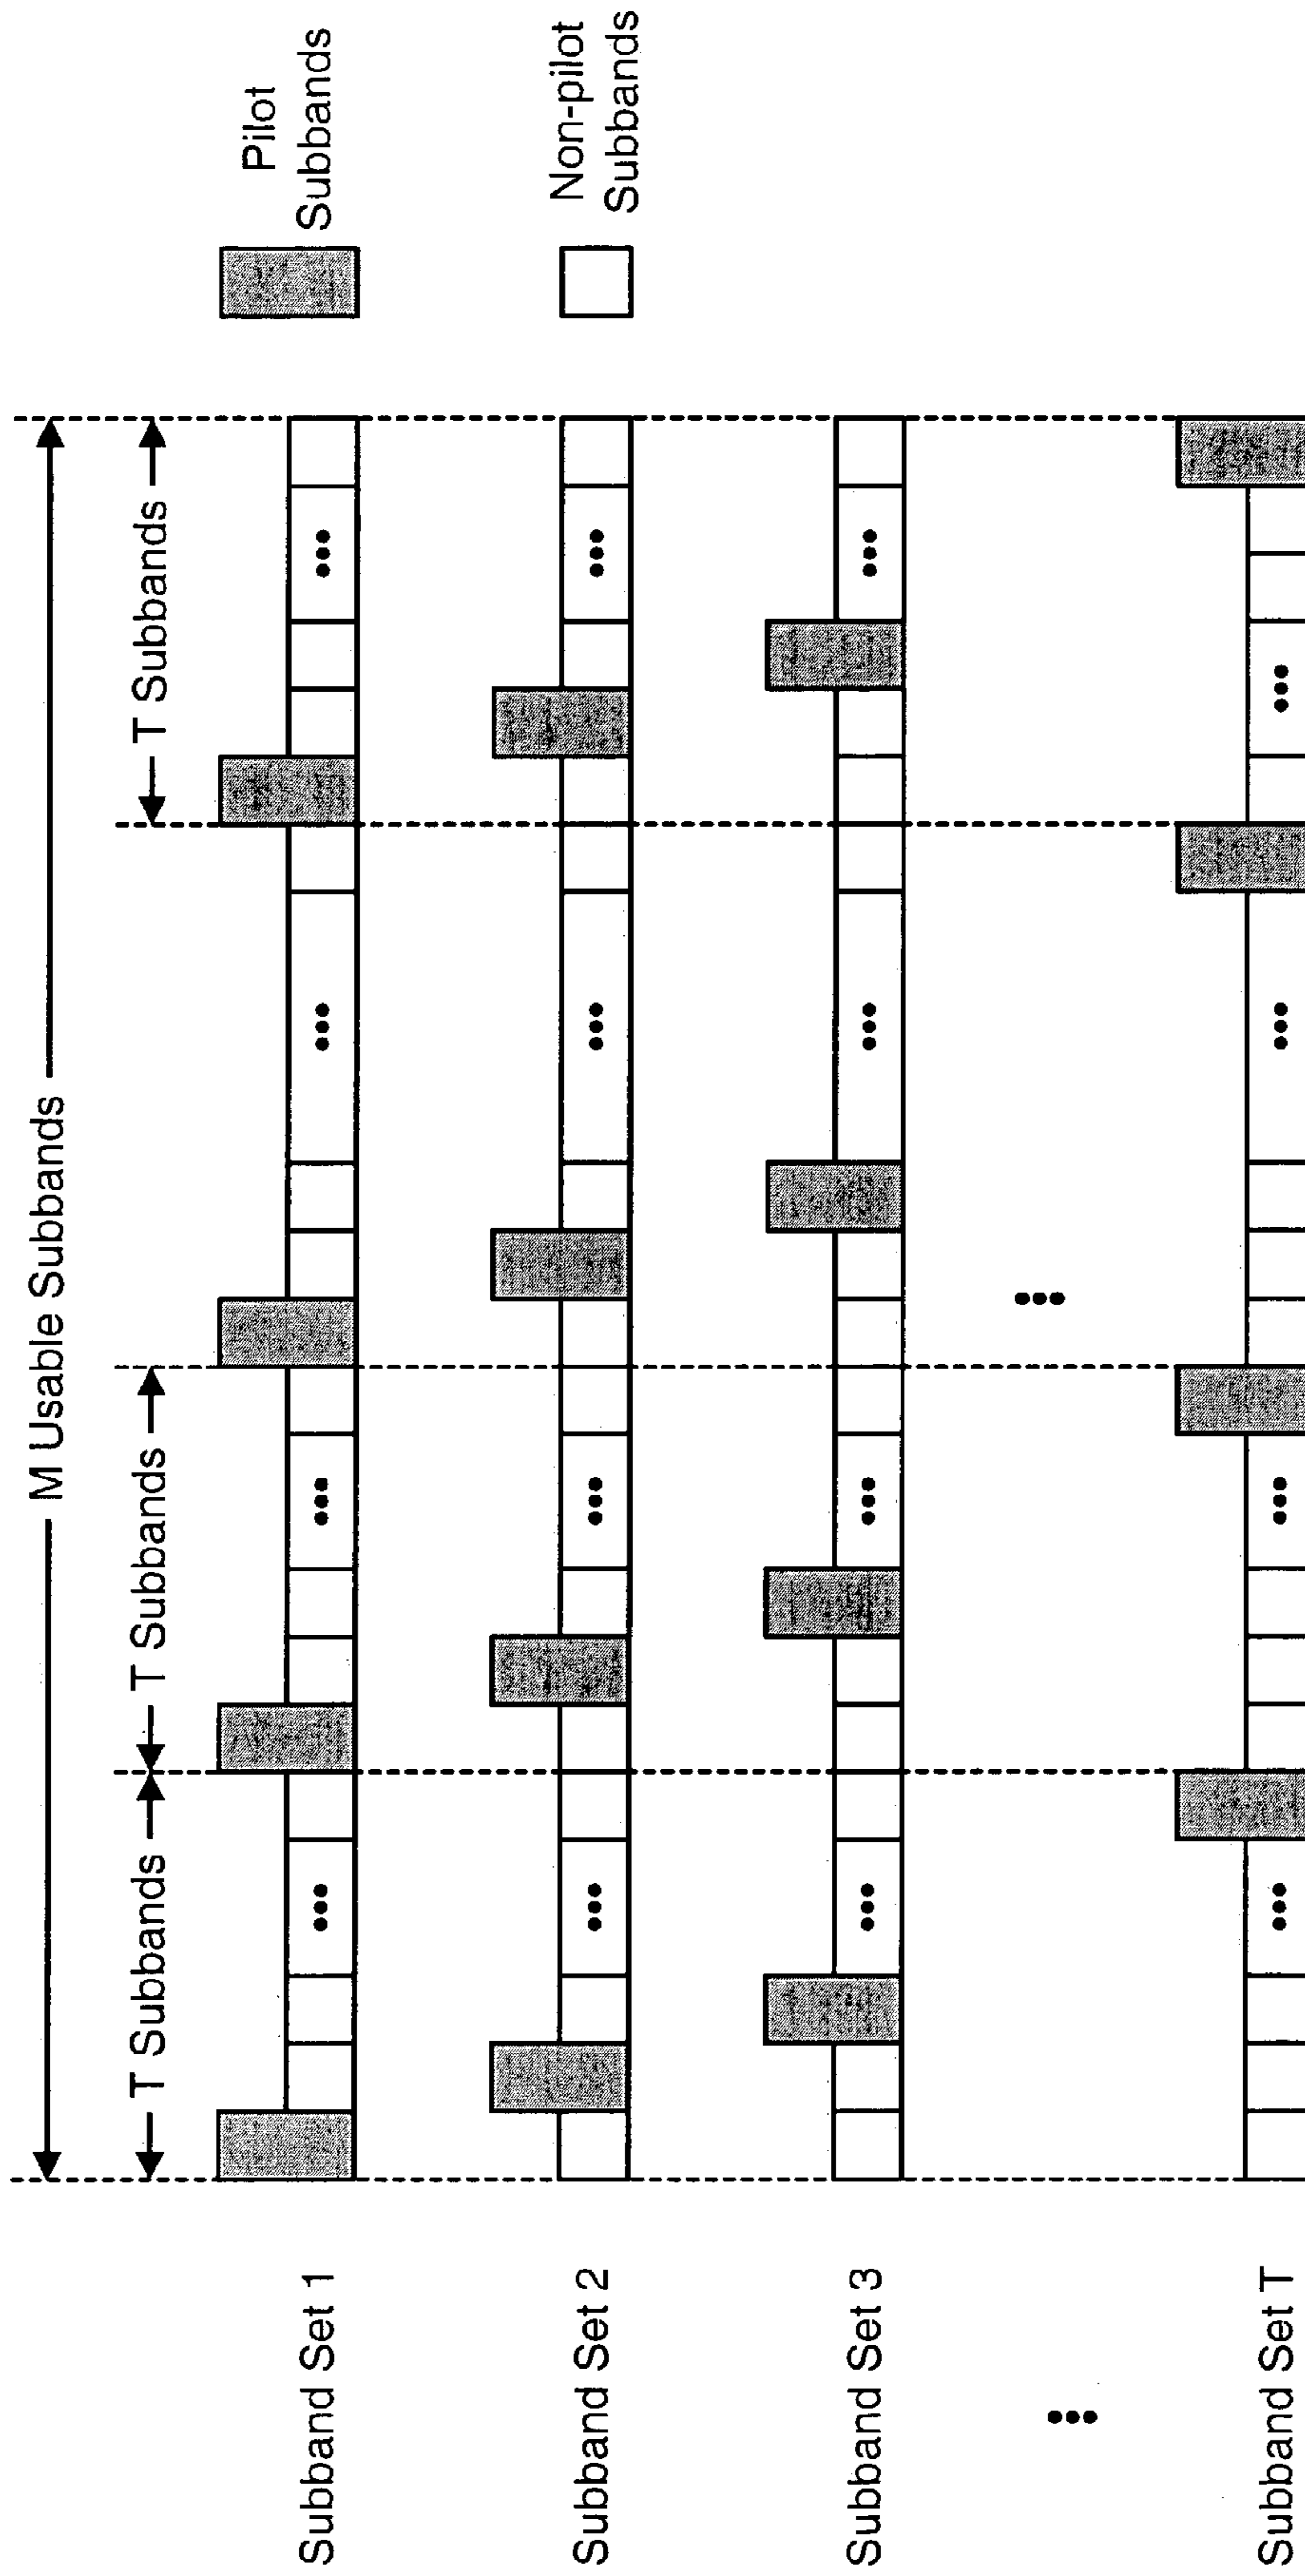 M Usable Subbands
T Subbands
T Subbands
T Subbands
Subband Set 1
•••
•••
•••
Pilot
Subbands
Subband Set 2
•••
•••
•••
•••
Non-pilot
Subbands
Subband Set 3
•••
•••
•••
•••
•••
•••
Subband Set T
•••
•••
•••
•••